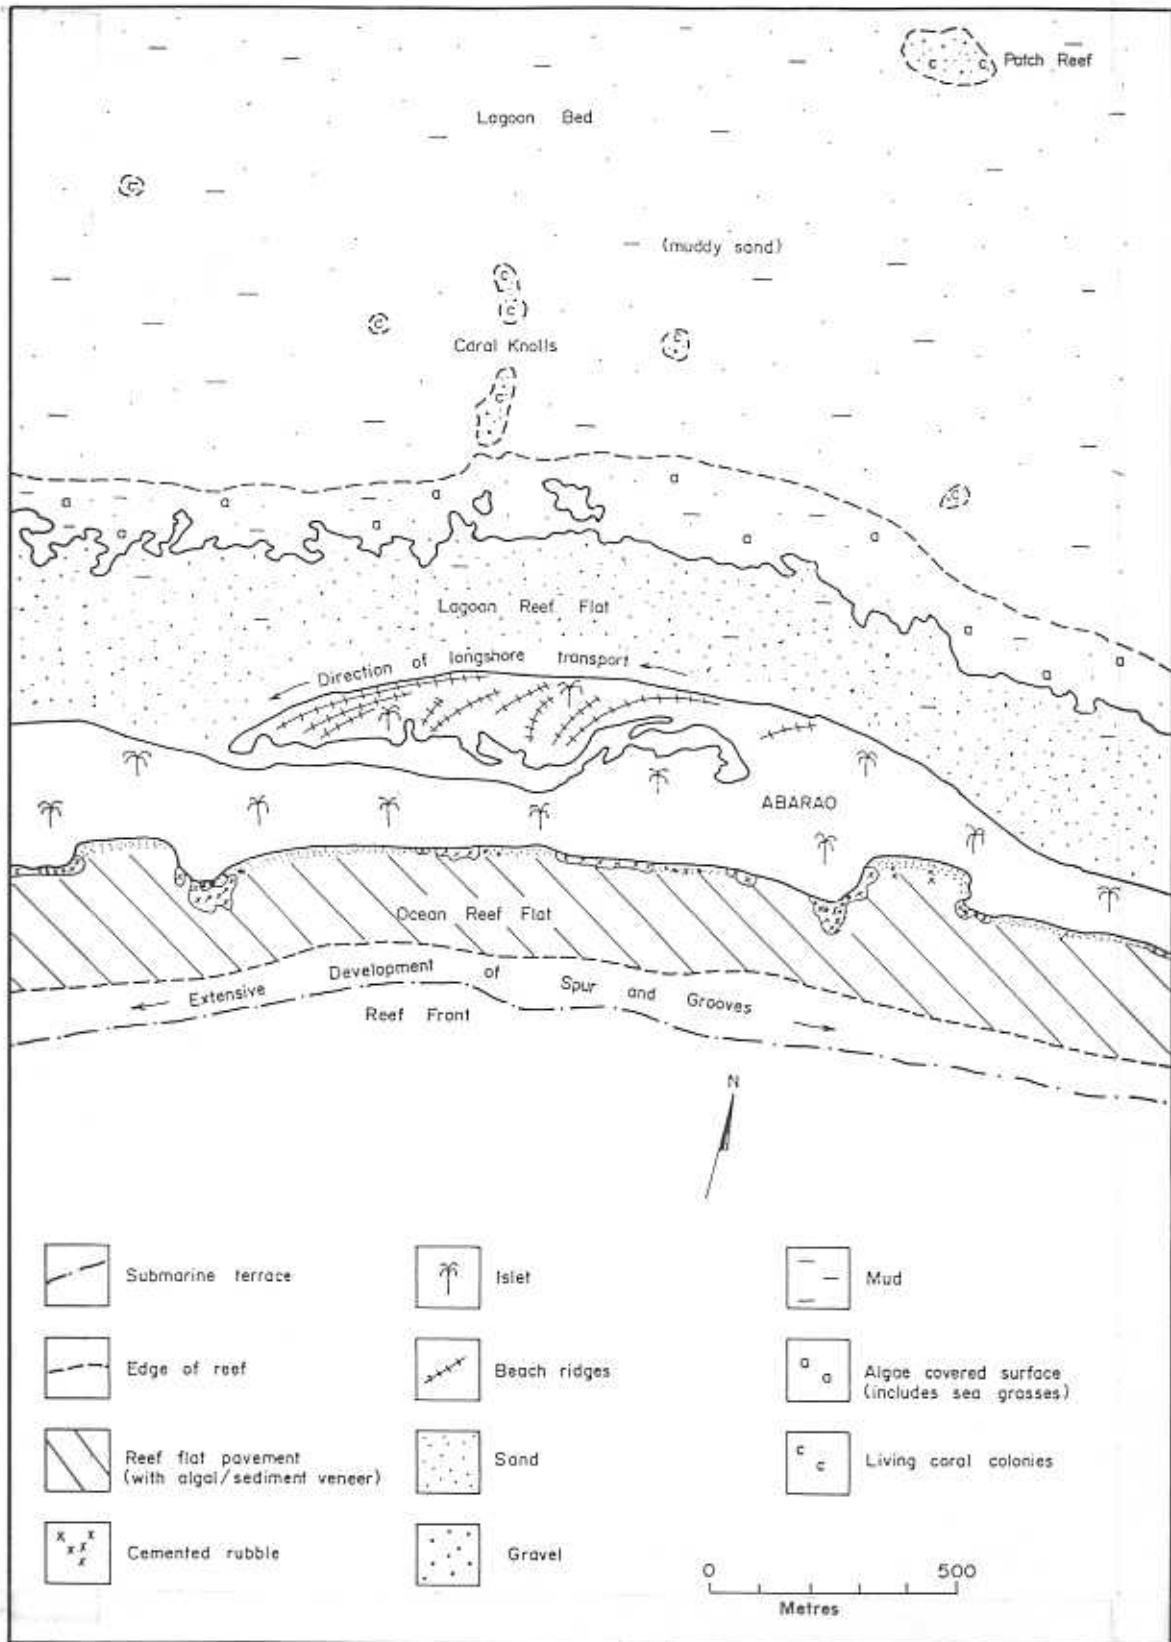 Patch Reef
c c
Lagoon Bed
c
(muddy sand)
c
c
c
c
Coral Knolls
c
c
a a a
a a
c
a a
Lagoon Reef Flat
a
a a
Direction of longshore transport
ABARAO
Ocean Reef Flat
Extensive Development of Spur and Grooves
Reef Front
N
Submarine terrace
Islet
Mud
Edge of reef
Beach ridges
a a
Algae covered surface
(includes sea grasses)
Reef flat pavement
(with algal/sediment veneer)
Sand
c c
Living coral colonies
x x x x x
Cemented rubble
Gravel
0 500
Metres